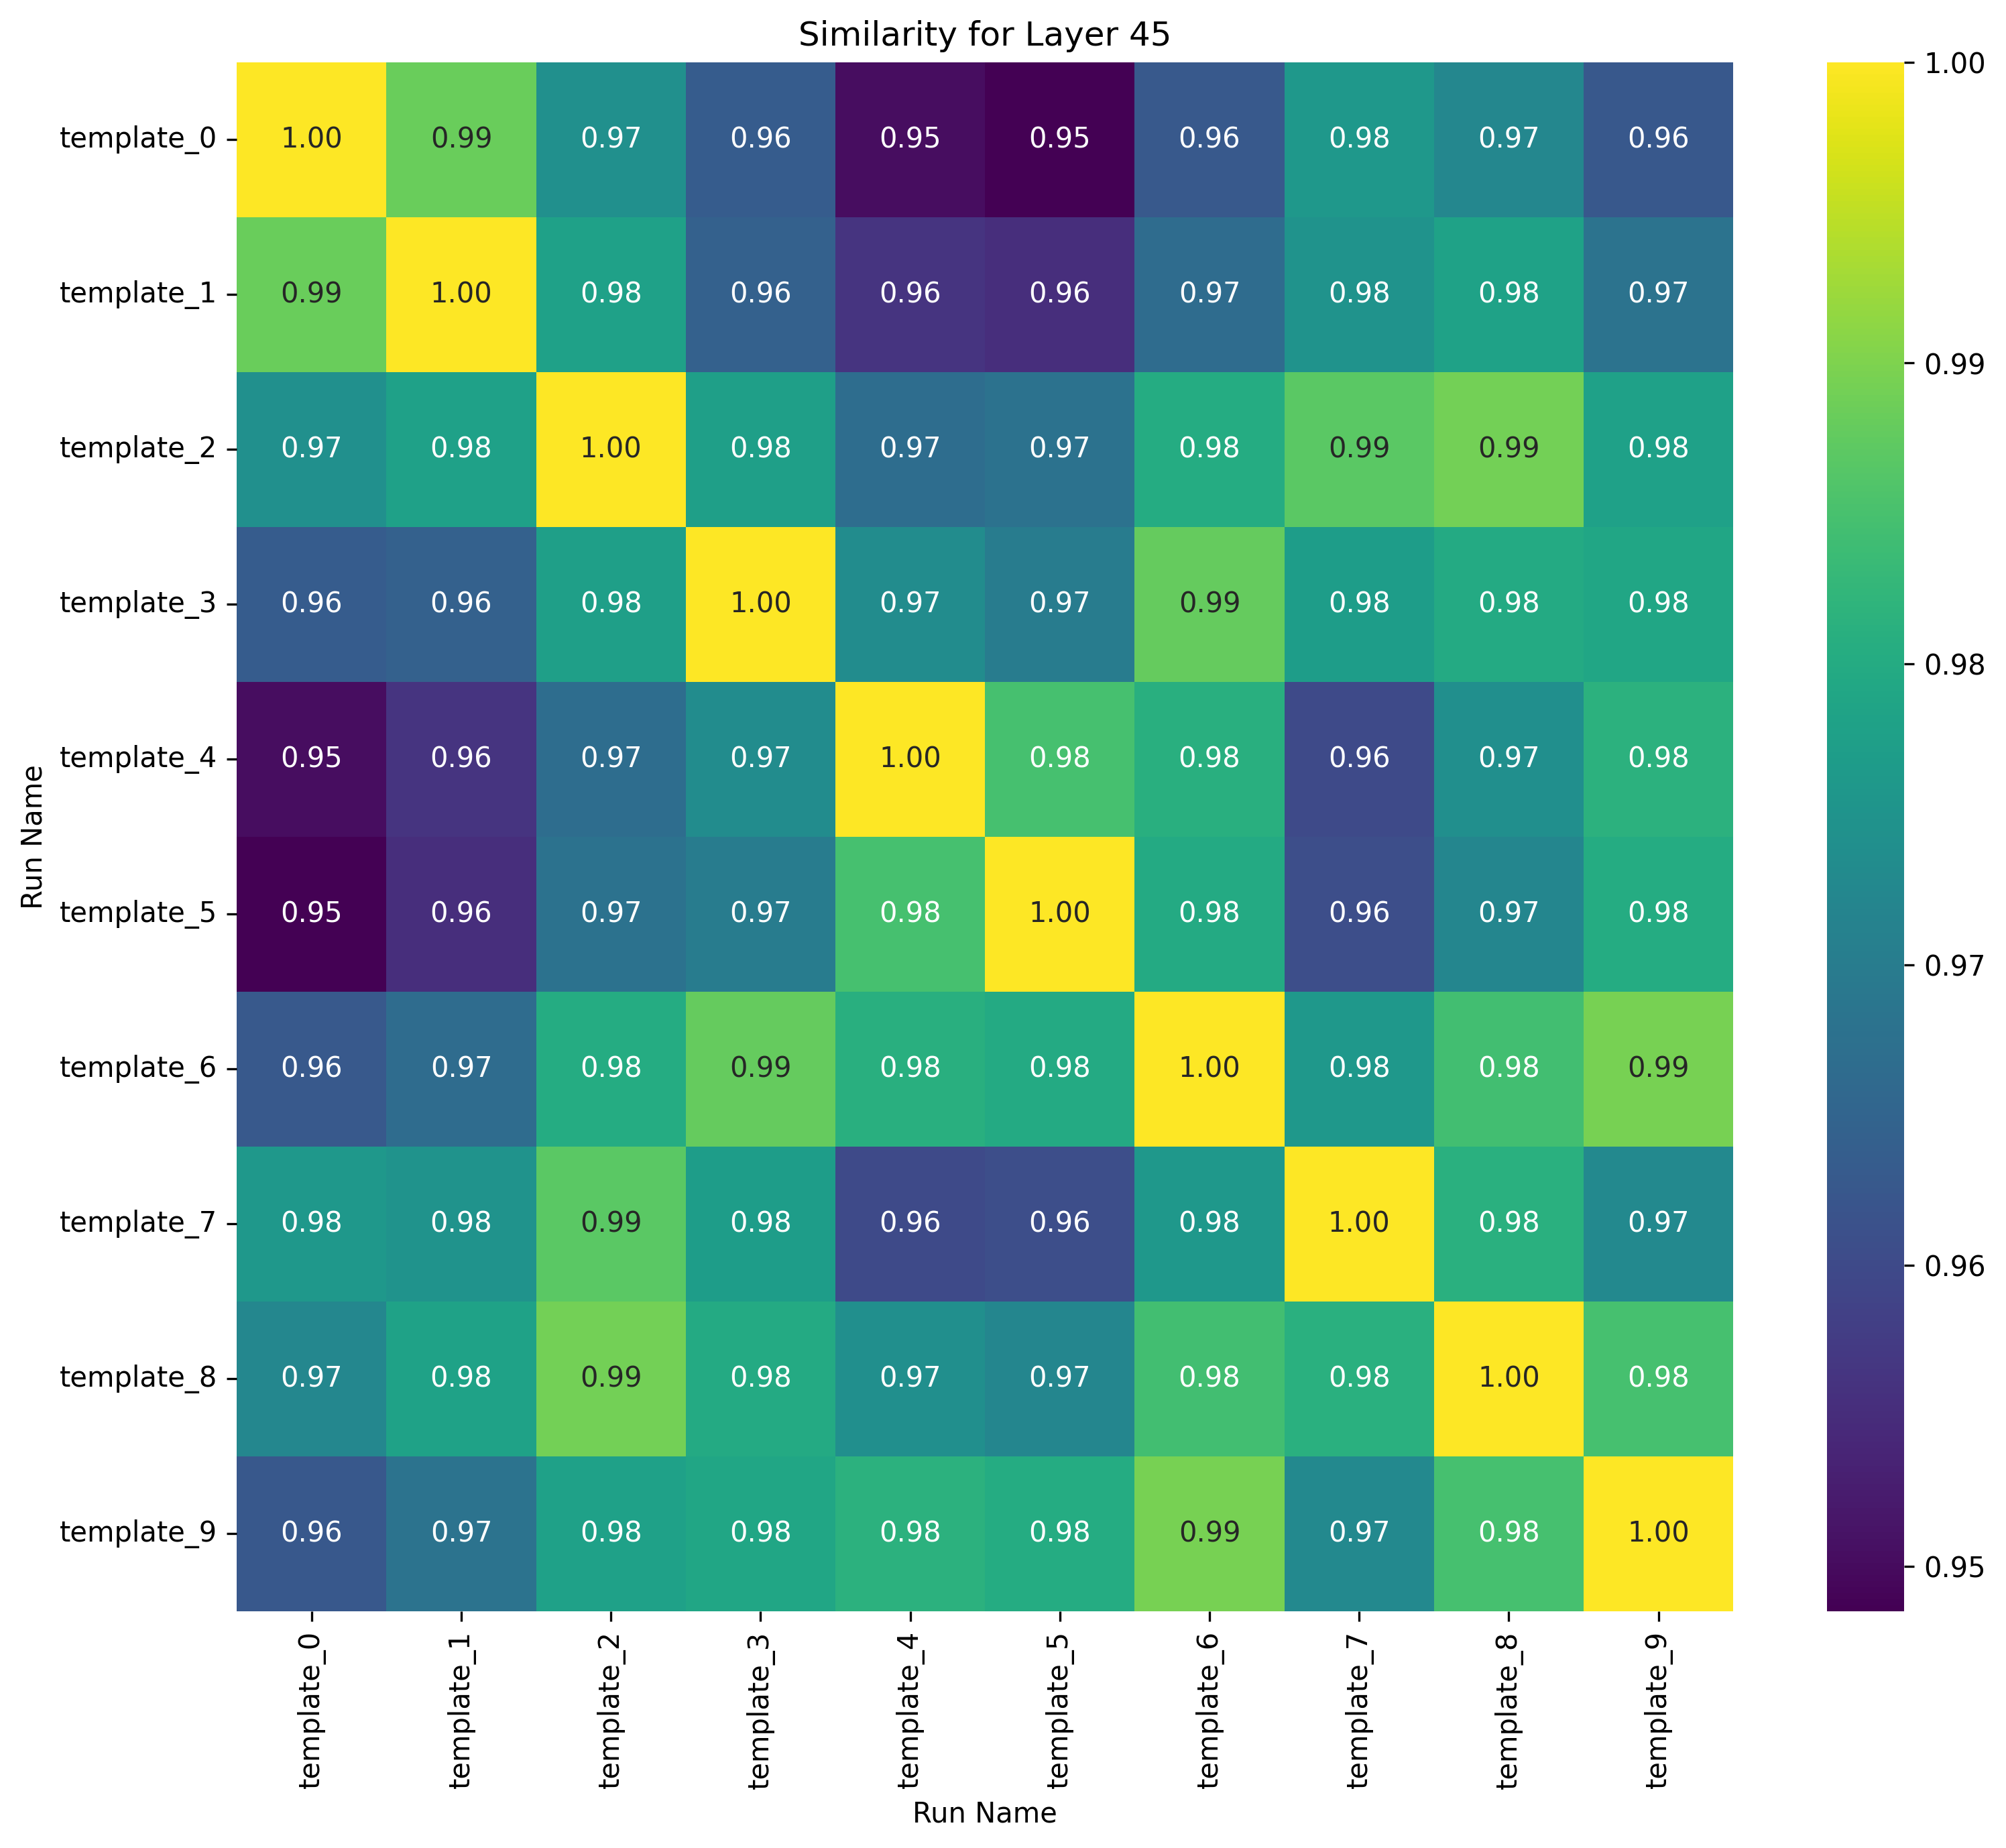 Similarity for Layer 45
template_0 1.00 0.99 0.97 0.96 0.95 0.95 0.96 0.98 0.97 0.96
template_1 0.99 1.00 0.98 0.96 0.96 0.96 0.97 0.98 0.98 0.97
template_2 0.97 0.98 1.00 0.98 0.97 0.97 0.98 0.99 0.99 0.98
template_3 0.96 0.96 0.98 1.00 0.97 0.97 0.99 0.98 0.98 0.98
template_4 0.95 0.96 0.97 0.97 1.00 0.98 0.98 0.96 0.97 0.98
template_5 0.95 0.96 0.97 0.97 0.98 1.00 0.98 0.96 0.97 0.98
template_6 0.96 0.97 0.98 0.99 0.98 0.98 1.00 0.98 0.98 0.99
template_7 0.98 0.98 0.99 0.98 0.96 0.96 0.98 1.00 0.98 0.97
template_8 0.97 0.98 0.99 0.98 0.97 0.97 0.98 0.98 1.00 0.98
template_9 0.96 0.97 0.98 0.98 0.98 0.98 0.99 0.97 0.98 1.00
Run Name
template_0 template_1 template_2 template_3 template_4 template_5 template_6 template_7 template_8 template_9
Run Name
1.00
0.99
0.98
0.97
0.96
0.95